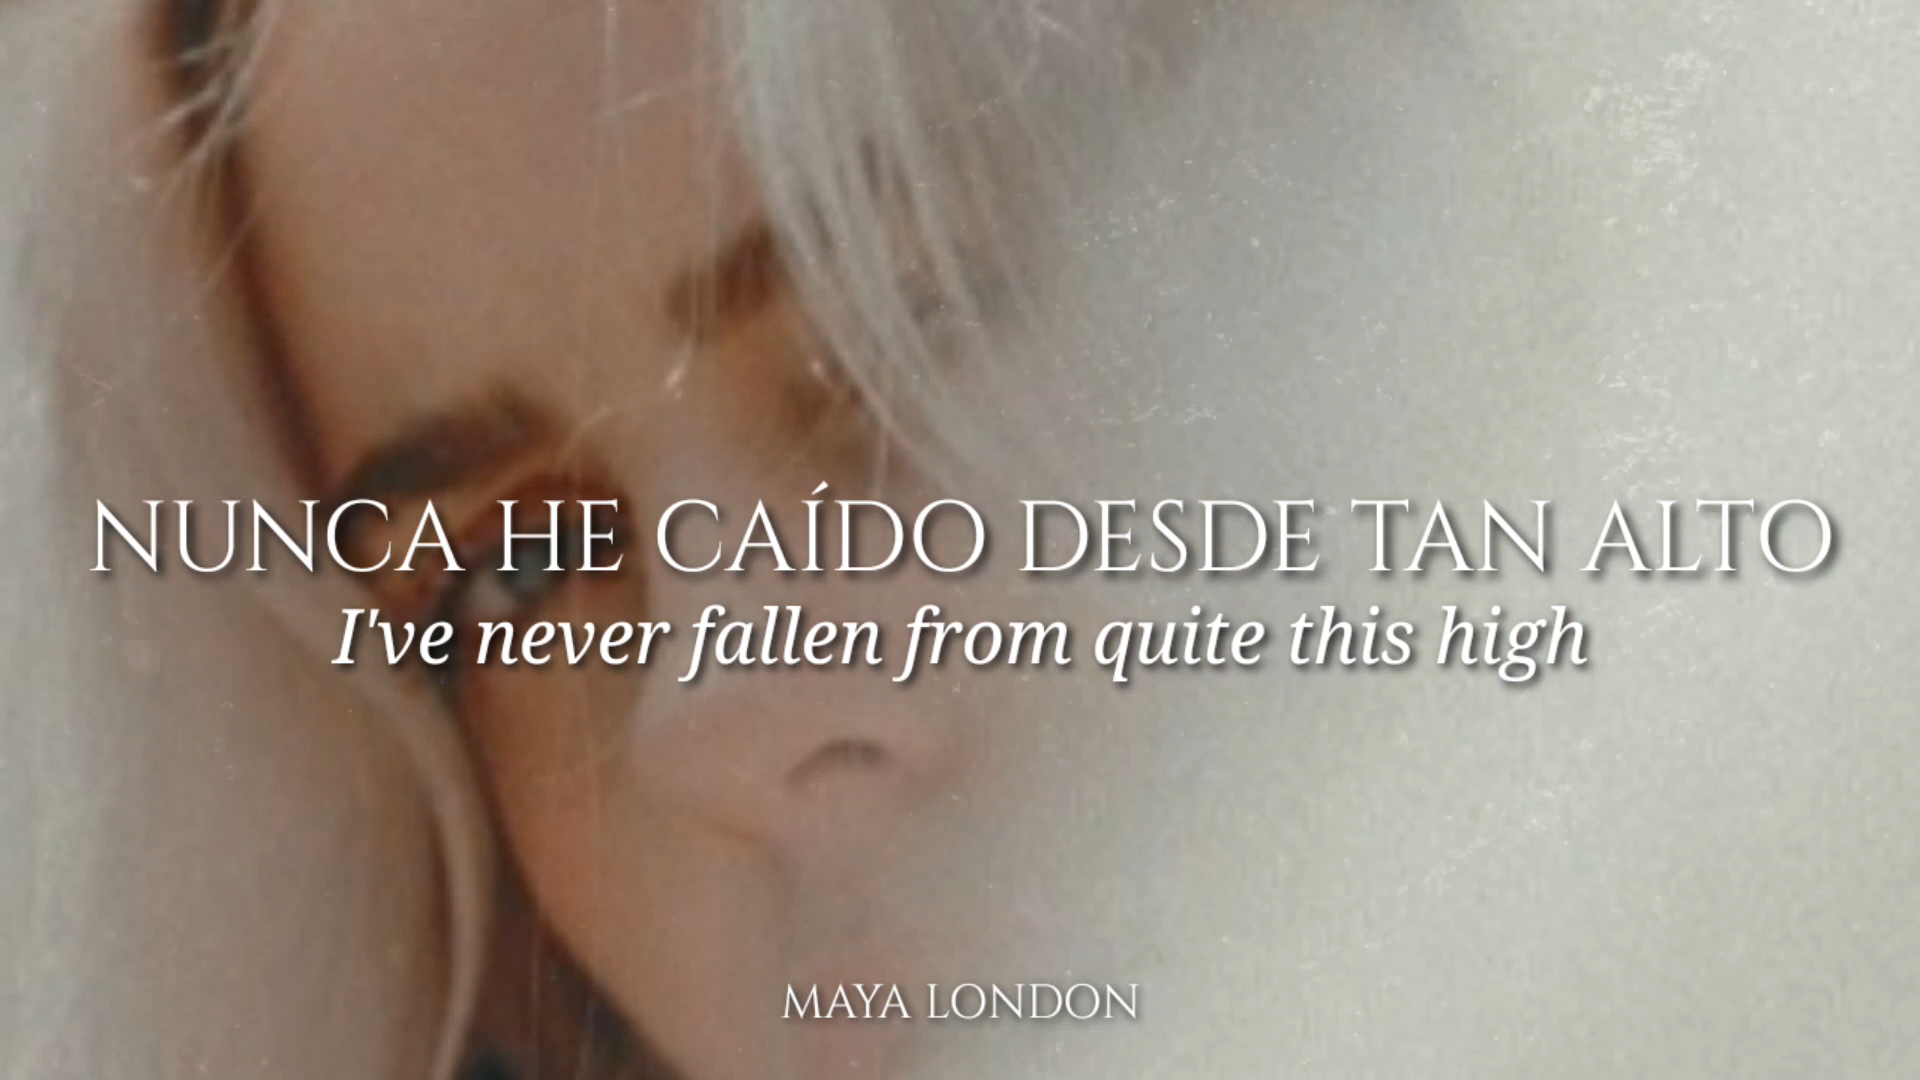 NUNCA HE CAÍDO DESDE TAN ALTO
I've never fallen from quite this high
MAYA LONDON